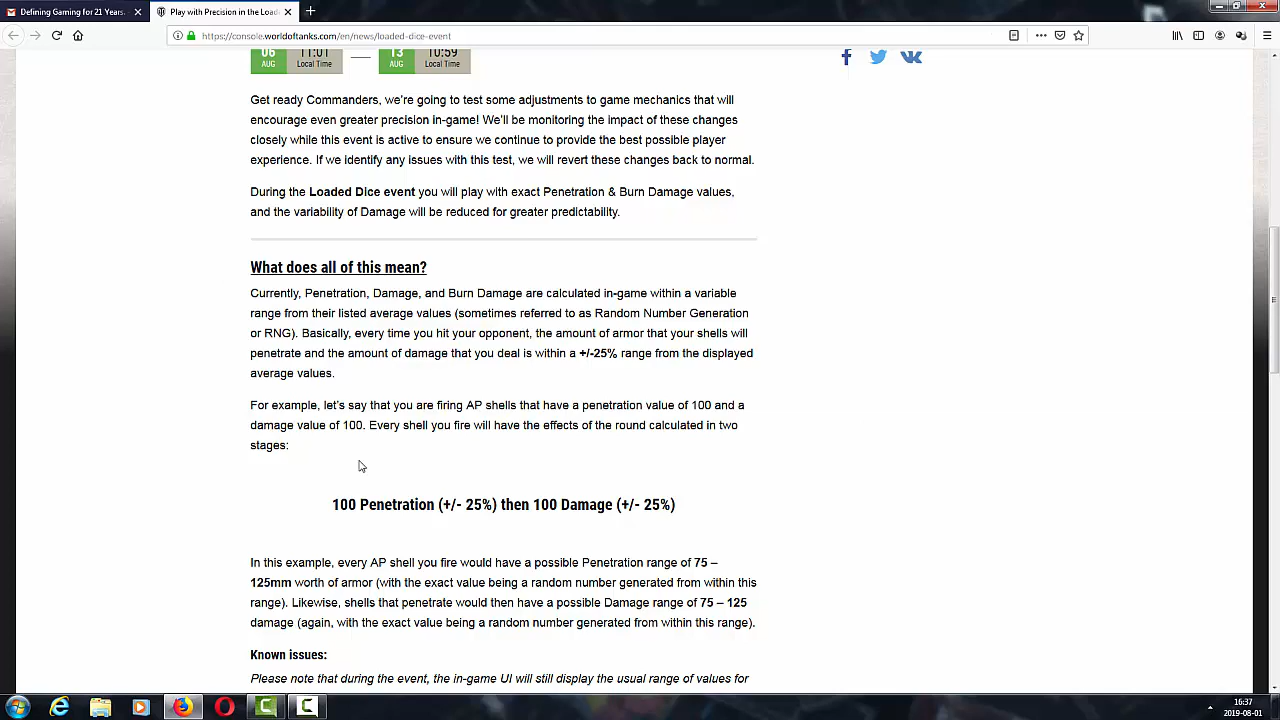 Defining Gaming for 21 Years.
Play with Precision in the Loade
https://console.worldoftanks.com/en/news/loaded-dice-event
06
AUG
11:01
Local Time
13
AUG
10:59
Local Time
Get ready Commanders, we're going to test some adjustments to game mechanics that will
encourage even greater precision in-game! We'll be monitoring the impact of these changes
closely while this event is active to ensure we continue to provide the best possible player
experience. If we identify any issues with this test, we will revert these changes back to normal.
During the Loaded Dice event you will play with exact Penetration & Burn Damage values,
and the variability of Damage will be reduced for greater predictability.
What does all of this mean?
Currently, Penetration, Damage, and Burn Damage are calculated in-game within a variable
range from their listed average values (sometimes referred to as Random Number Generation
or RNG). Basically, every time you hit your opponent, the amount of armor that your shells will
penetrate and the amount of damage that you deal is within a +/-25% range from the displayed
average values.
For example, let's say that you are firing AP shells that have a penetration value of 100 and a
damage value of 100. Every shell you fire will have the effects of the round calculated in two
stages:
100 Penetration (+/- 25%) then 100 Damage (+/- 25%)
In this example, every AP shell you fire would have a possible Penetration range of 75 –
125mm worth of armor (with the exact value being a random number generated from within this
range). Likewise, shells that penetrate would then have a possible Damage range of 75 – 125
damage (again, with the exact value being a random number generated from within this range).
Known issues:
Please note that during the event, the in-game UI will still display the usual range of values for
16:37
2019-08-01